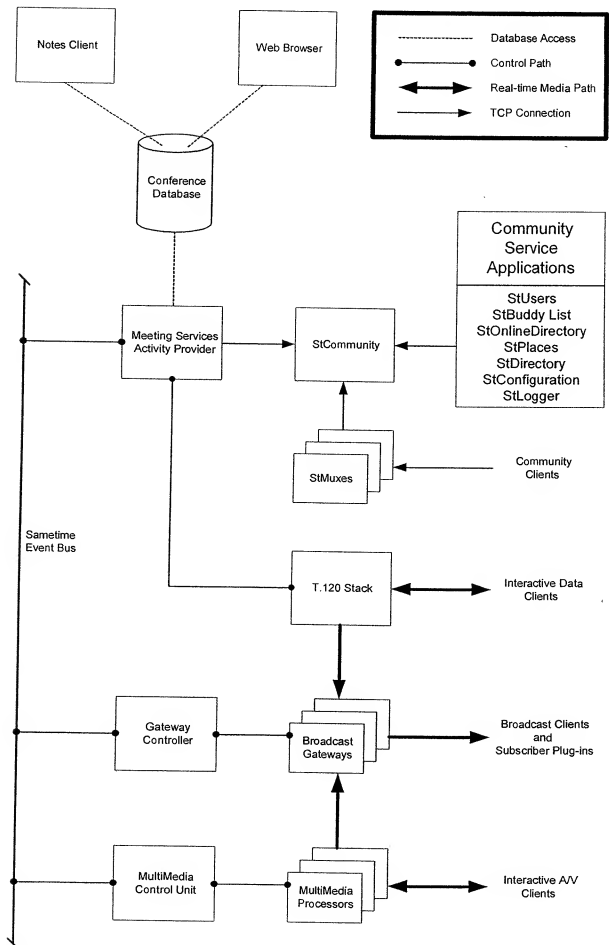 Notes Client
Web Browser
Database Access
Control Path
Real-time Media Path
TCP Connection
Conference
Database
Community
Service
Applications
StUsers
StBuddy List
StOnlineDirectory
StPlaces
StDirectory
StConfiguration
StLogger
Meeting Services
Activity Provider
StCommunity
StMuxes
Community
Clients
Sametime
Event Bus
T.120 Stack
Interactive Data
Clients
Gateway
Controller
Broadcast
Gateways
Broadcast Clients
and
Subscriber Plug-ins
MultiMedia
Control Unit
MultiMedia
Processors
Interactive A/V
Clients